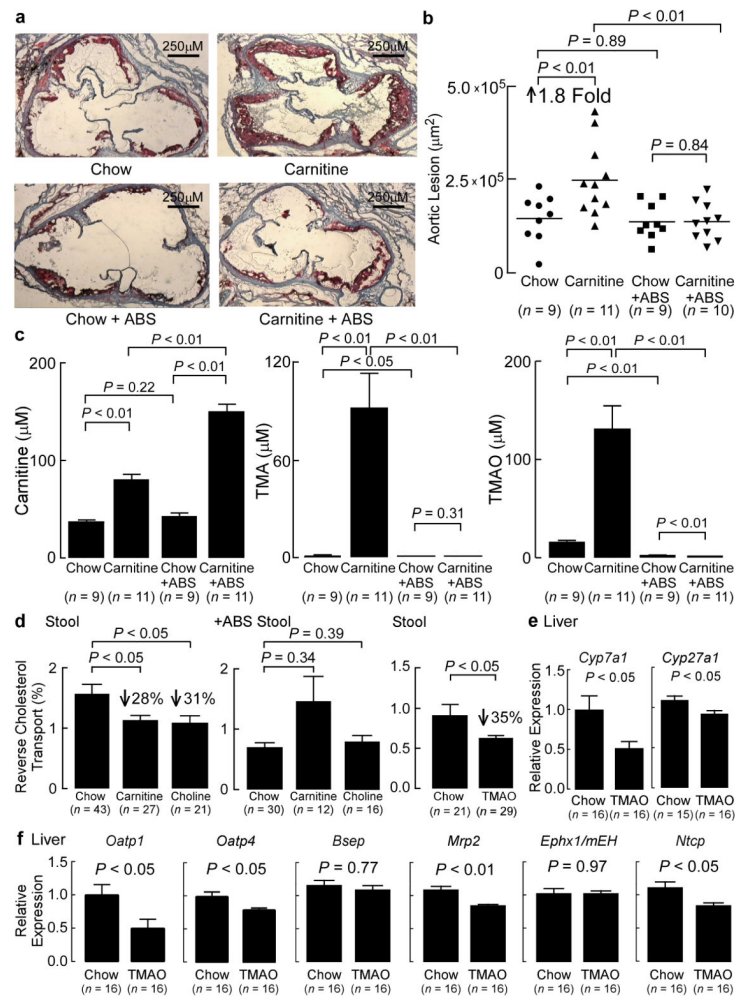 a
250µM
250µM
Chow
Carnitine
250µM
250µM
Chow + ABS
Carnitine + ABS
b
P < 0.01
P = 0.89
P < 0.01
↑1.8 Fold
P = 0.84
Aortic Lesion (µm²)
5.0 × 10⁵
2.5 × 10⁵
0
Chow
Carnitine
Chow +ABS
Carnitine +ABS
(n = 9)
(n = 11)
(n = 9)
(n = 10)
c
P < 0.01
P = 0.22
P < 0.01
P < 0.01
Carnitine (µM)
200
100
0
Chow
Carnitine
Chow +ABS
Carnitine +ABS
(n = 9)
(n = 11)
(n = 9)
(n = 11)
P < 0.01
P < 0.01
P < 0.05
P = 0.31
TMA (µM)
120
60
0
Chow
Carnitine
Chow +ABS
Carnitine +ABS
(n = 9)
(n = 11)
(n = 9)
(n = 11)
P < 0.01
P < 0.01
P < 0.01
P < 0.01
TMAO (µM)
200
100
0
Chow
Carnitine
Chow +ABS
Carnitine +ABS
(n = 9)
(n = 11)
(n = 9)
(n = 11)
d
Stool
P < 0.05
P < 0.05
↓28%
↓31%
Reverse Cholesterol Transport (%)
2
1
0
Chow
Carnitine
Choline
(n = 43)
(n = 27)
(n = 21)
+ABS Stool
P = 0.39
P = 0.34
2
1
0
Chow
Carnitine
Choline
(n = 30)
(n = 12)
(n = 16)
Stool
P < 0.05
↓35%
1.5
1.0
0.5
0.0
Chow
TMAO
(n = 21)
(n = 29)
e Liver
Cyp7a1
P < 0.05
Relative Expression
1.5
1.0
0.5
0.0
Chow
TMAO
(n = 16)
(n = 16)
Cyp27a1
P < 0.05
Chow
TMAO
(n = 15)
(n = 16)
f Liver
Oatp1
Oatp4
Bsep
Mrp2
Ephx1/mEH
Ntcp
P < 0.05
P < 0.05
P = 0.77
P < 0.01
P = 0.97
P < 0.05
Relative Expression
1.5
1.0
0.5
0.0
Chow TMAO
Chow TMAO
Chow TMAO
Chow TMAO
Chow TMAO
Chow TMAO
(n = 16) (n = 16)
(n = 16) (n = 16)
(n = 16) (n = 16)
(n = 16) (n = 16)
(n = 16) (n = 16)
(n = 16) (n = 16)